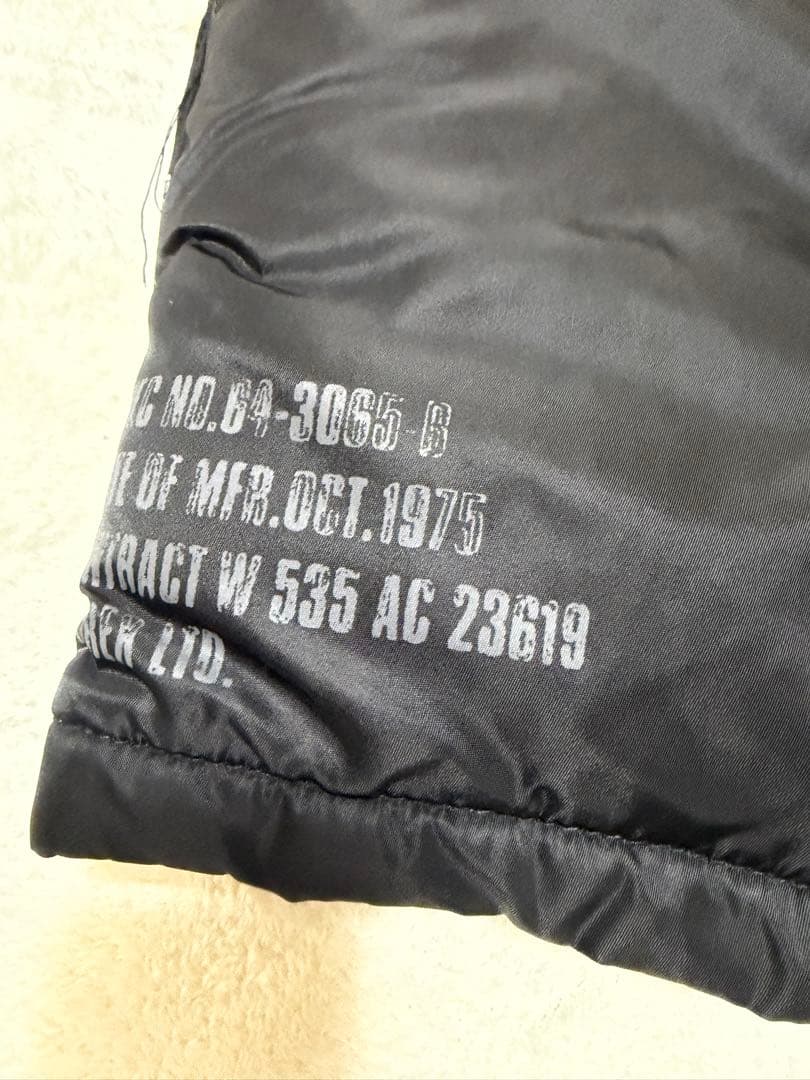 NO.64-3065-B
OF MFR.OCT.1975
W 535 AC 23619
LTD.